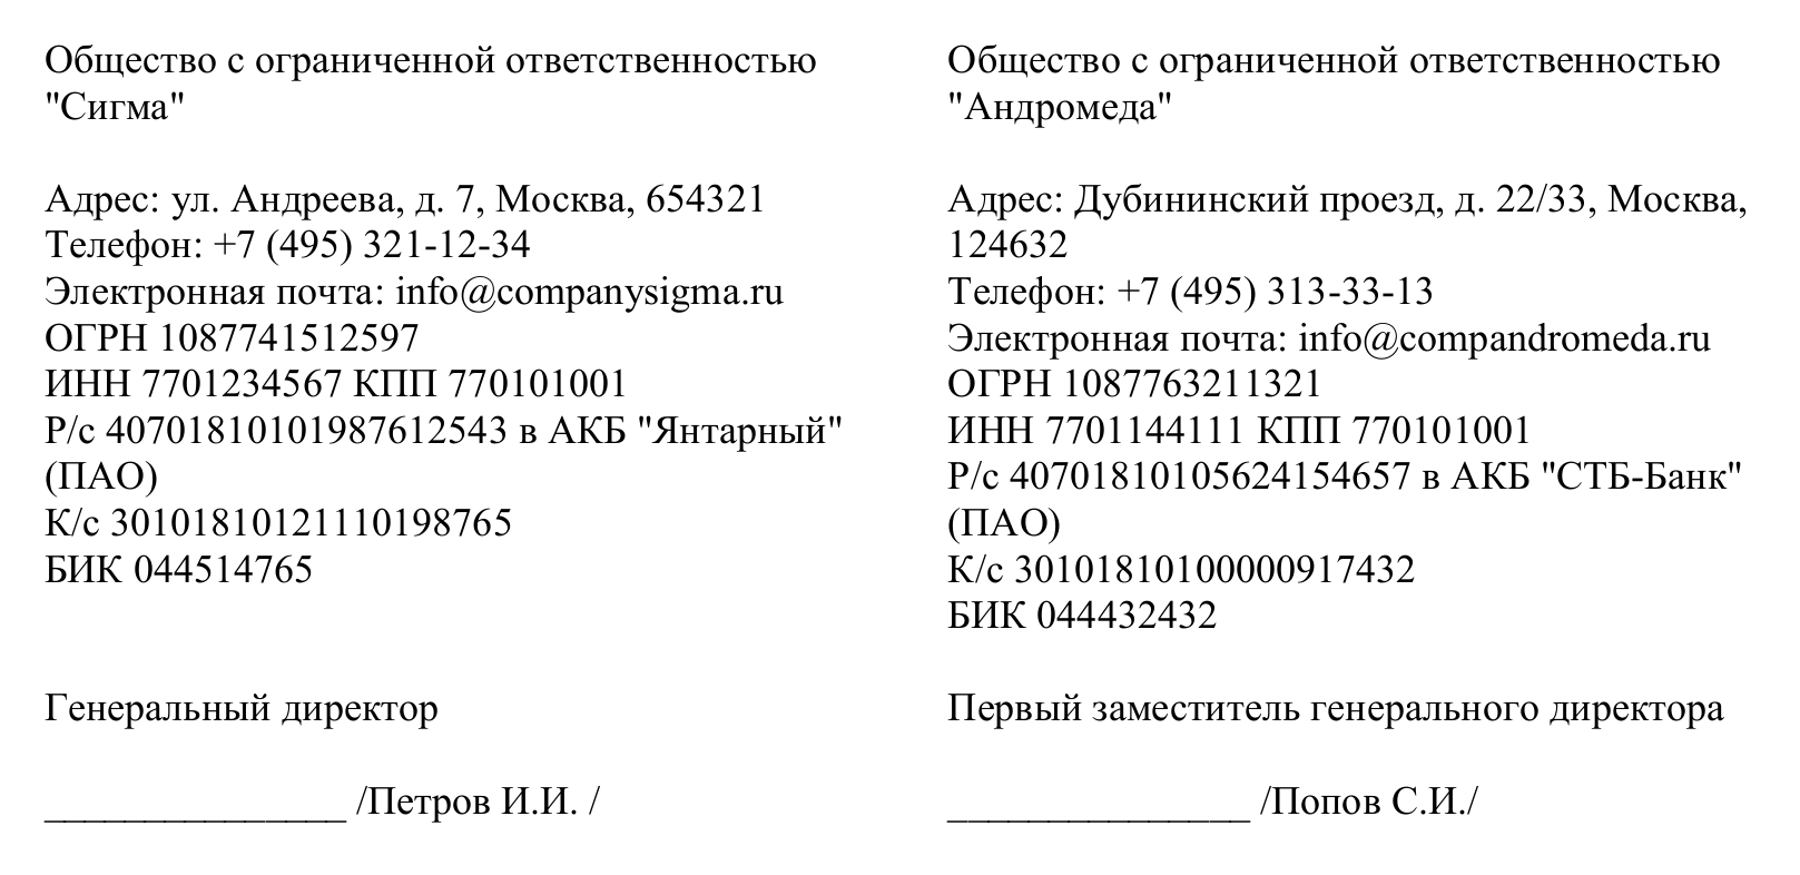 Общество с ограниченной ответственностью
"Сигма"
Адрес: ул. Андреева, д. 7, Москва, 654321
Телефон: +7 (495) 321-12-34
Электронная почта: info@companysigma.ru
ОГРН 1087741512597
ИНН 7701234567 КПП 770101001
Р/с 40701810101987612543 в АКБ "Янтарный"
(ПАО)
К/с 30101810121110198765
БИК 044514765
Генеральный директор
_______________ /Петров И.И. /
Общество с ограниченной ответственностью
"Андромеда"
Адрес: Дубининский проезд, д. 22/33, Москва,
124632
Телефон: +7 (495) 313-33-13
Электронная почта: info@compandromeda.ru
ОГРН 1087763211321
ИНН 7701144111 КПП 770101001
Р/с 40701810105624154657 в АКБ "СТБ-Банк"
(ПАО)
К/с 30101810100000917432
БИК 044432432
Первый заместитель генерального директора
_______________ /Попов С.И./